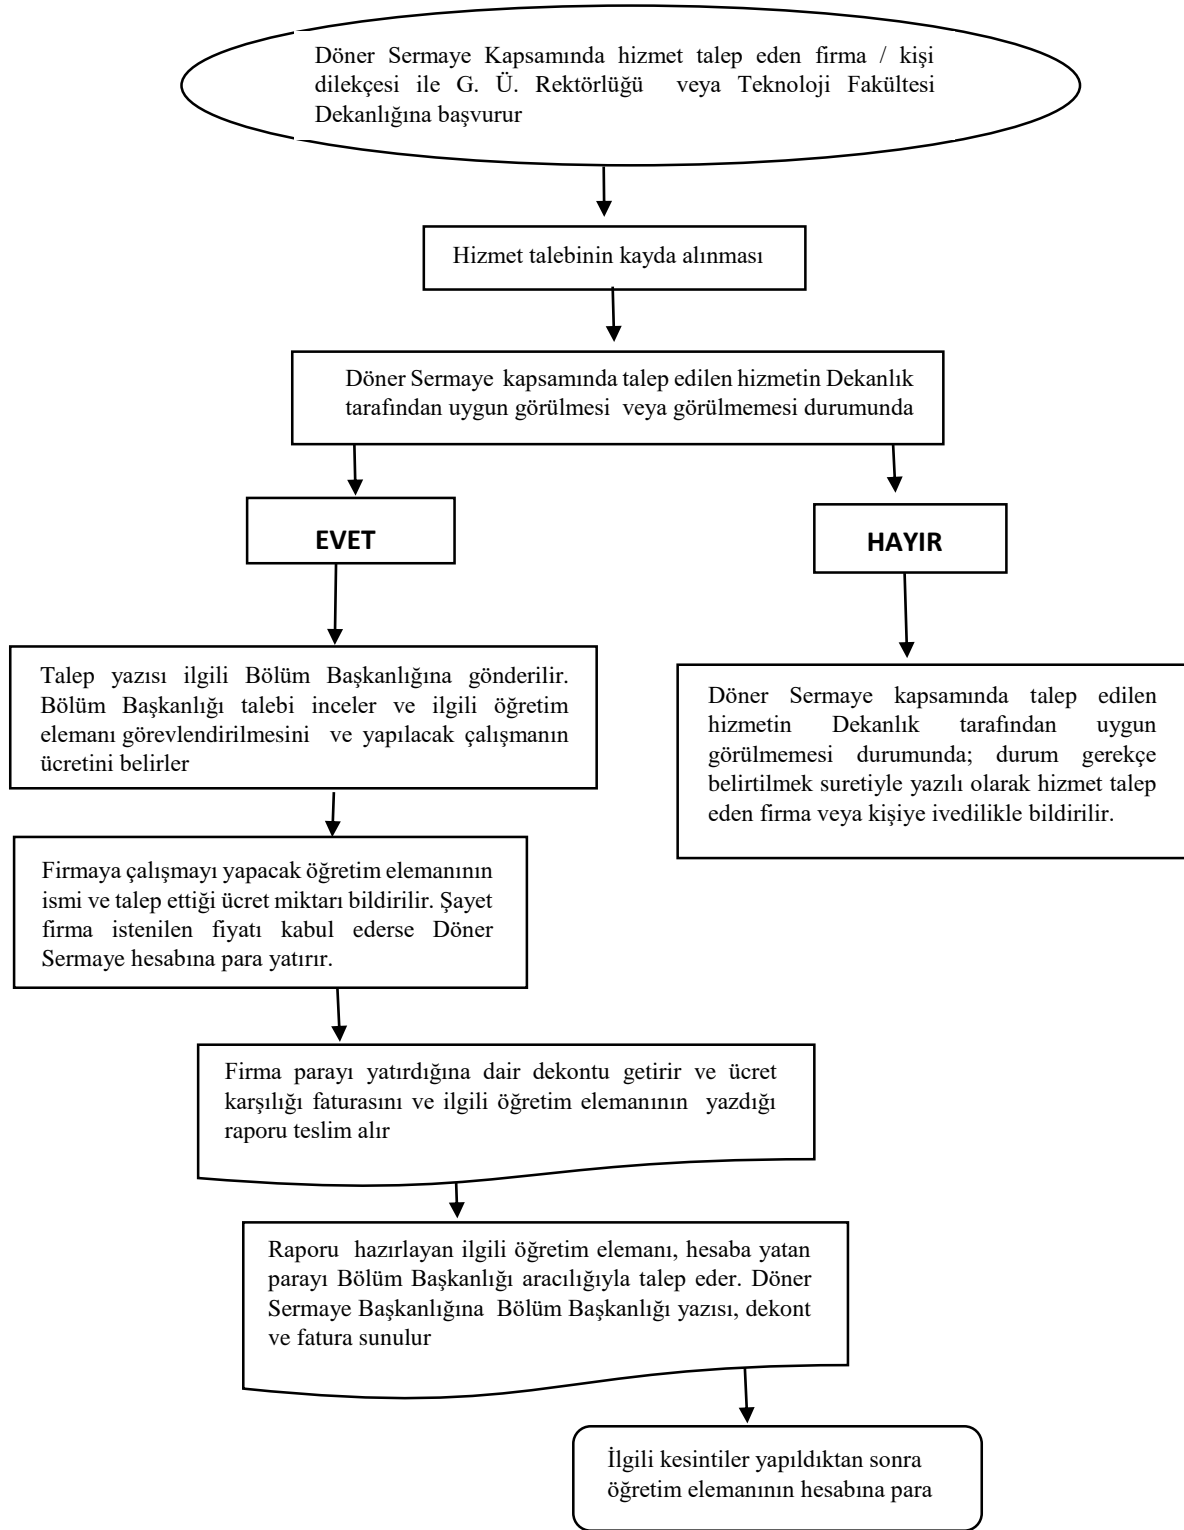 Döner Sermaye Kapsamında hizmet talep eden firma / kişi
dilekçesi ile G. Ü. Rektörlüğü veya Teknoloji Fakültesi
Dekanlığına başvurur
Hizmet talebinin kayda alınması
Döner Sermaye kapsamında talep edilen hizmetin Dekanlık
tarafından uygun görülmesi veya görülmemesi durumunda
EVET
HAYIR
Talep yazısı ilgili Bölüm Başkanlığına gönderilir.
Bölüm Başkanlığı talebi inceler ve ilgili öğretim
elemanı görevlendirilmesini ve yapılacak çalışmanın
ücretini belirler
Döner Sermaye kapsamında talep edilen
hizmetin Dekanlık tarafından uygun
görülmemesi durumunda; durum gerekçe
belirtilmek suretiyle yazılı olarak hizmet talep
eden firma veya kişiye ivedilikle bildirilir.
Firmaya çalışmayı yapacak öğretim elemanının
ismi ve talep ettiği ücret miktarı bildirilir. Şayet
firma istenilen fiyatı kabul ederse Döner
Sermaye hesabına para yatırır.
Firma parayı yatırdığına dair dekontu getirir ve ücret
karşılığı faturasını ve ilgili öğretim elemanının yazdığı
raporu teslim alır
Raporu hazırlayan ilgili öğretim elemanı, hesaba yatan
parayı Bölüm Başkanlığı aracılığıyla talep eder. Döner
Sermaye Başkanlığına Bölüm Başkanlığı yazısı, dekont
ve fatura sunulur
İlgili kesintiler yapıldıktan sonra
öğretim elemanının hesabına para